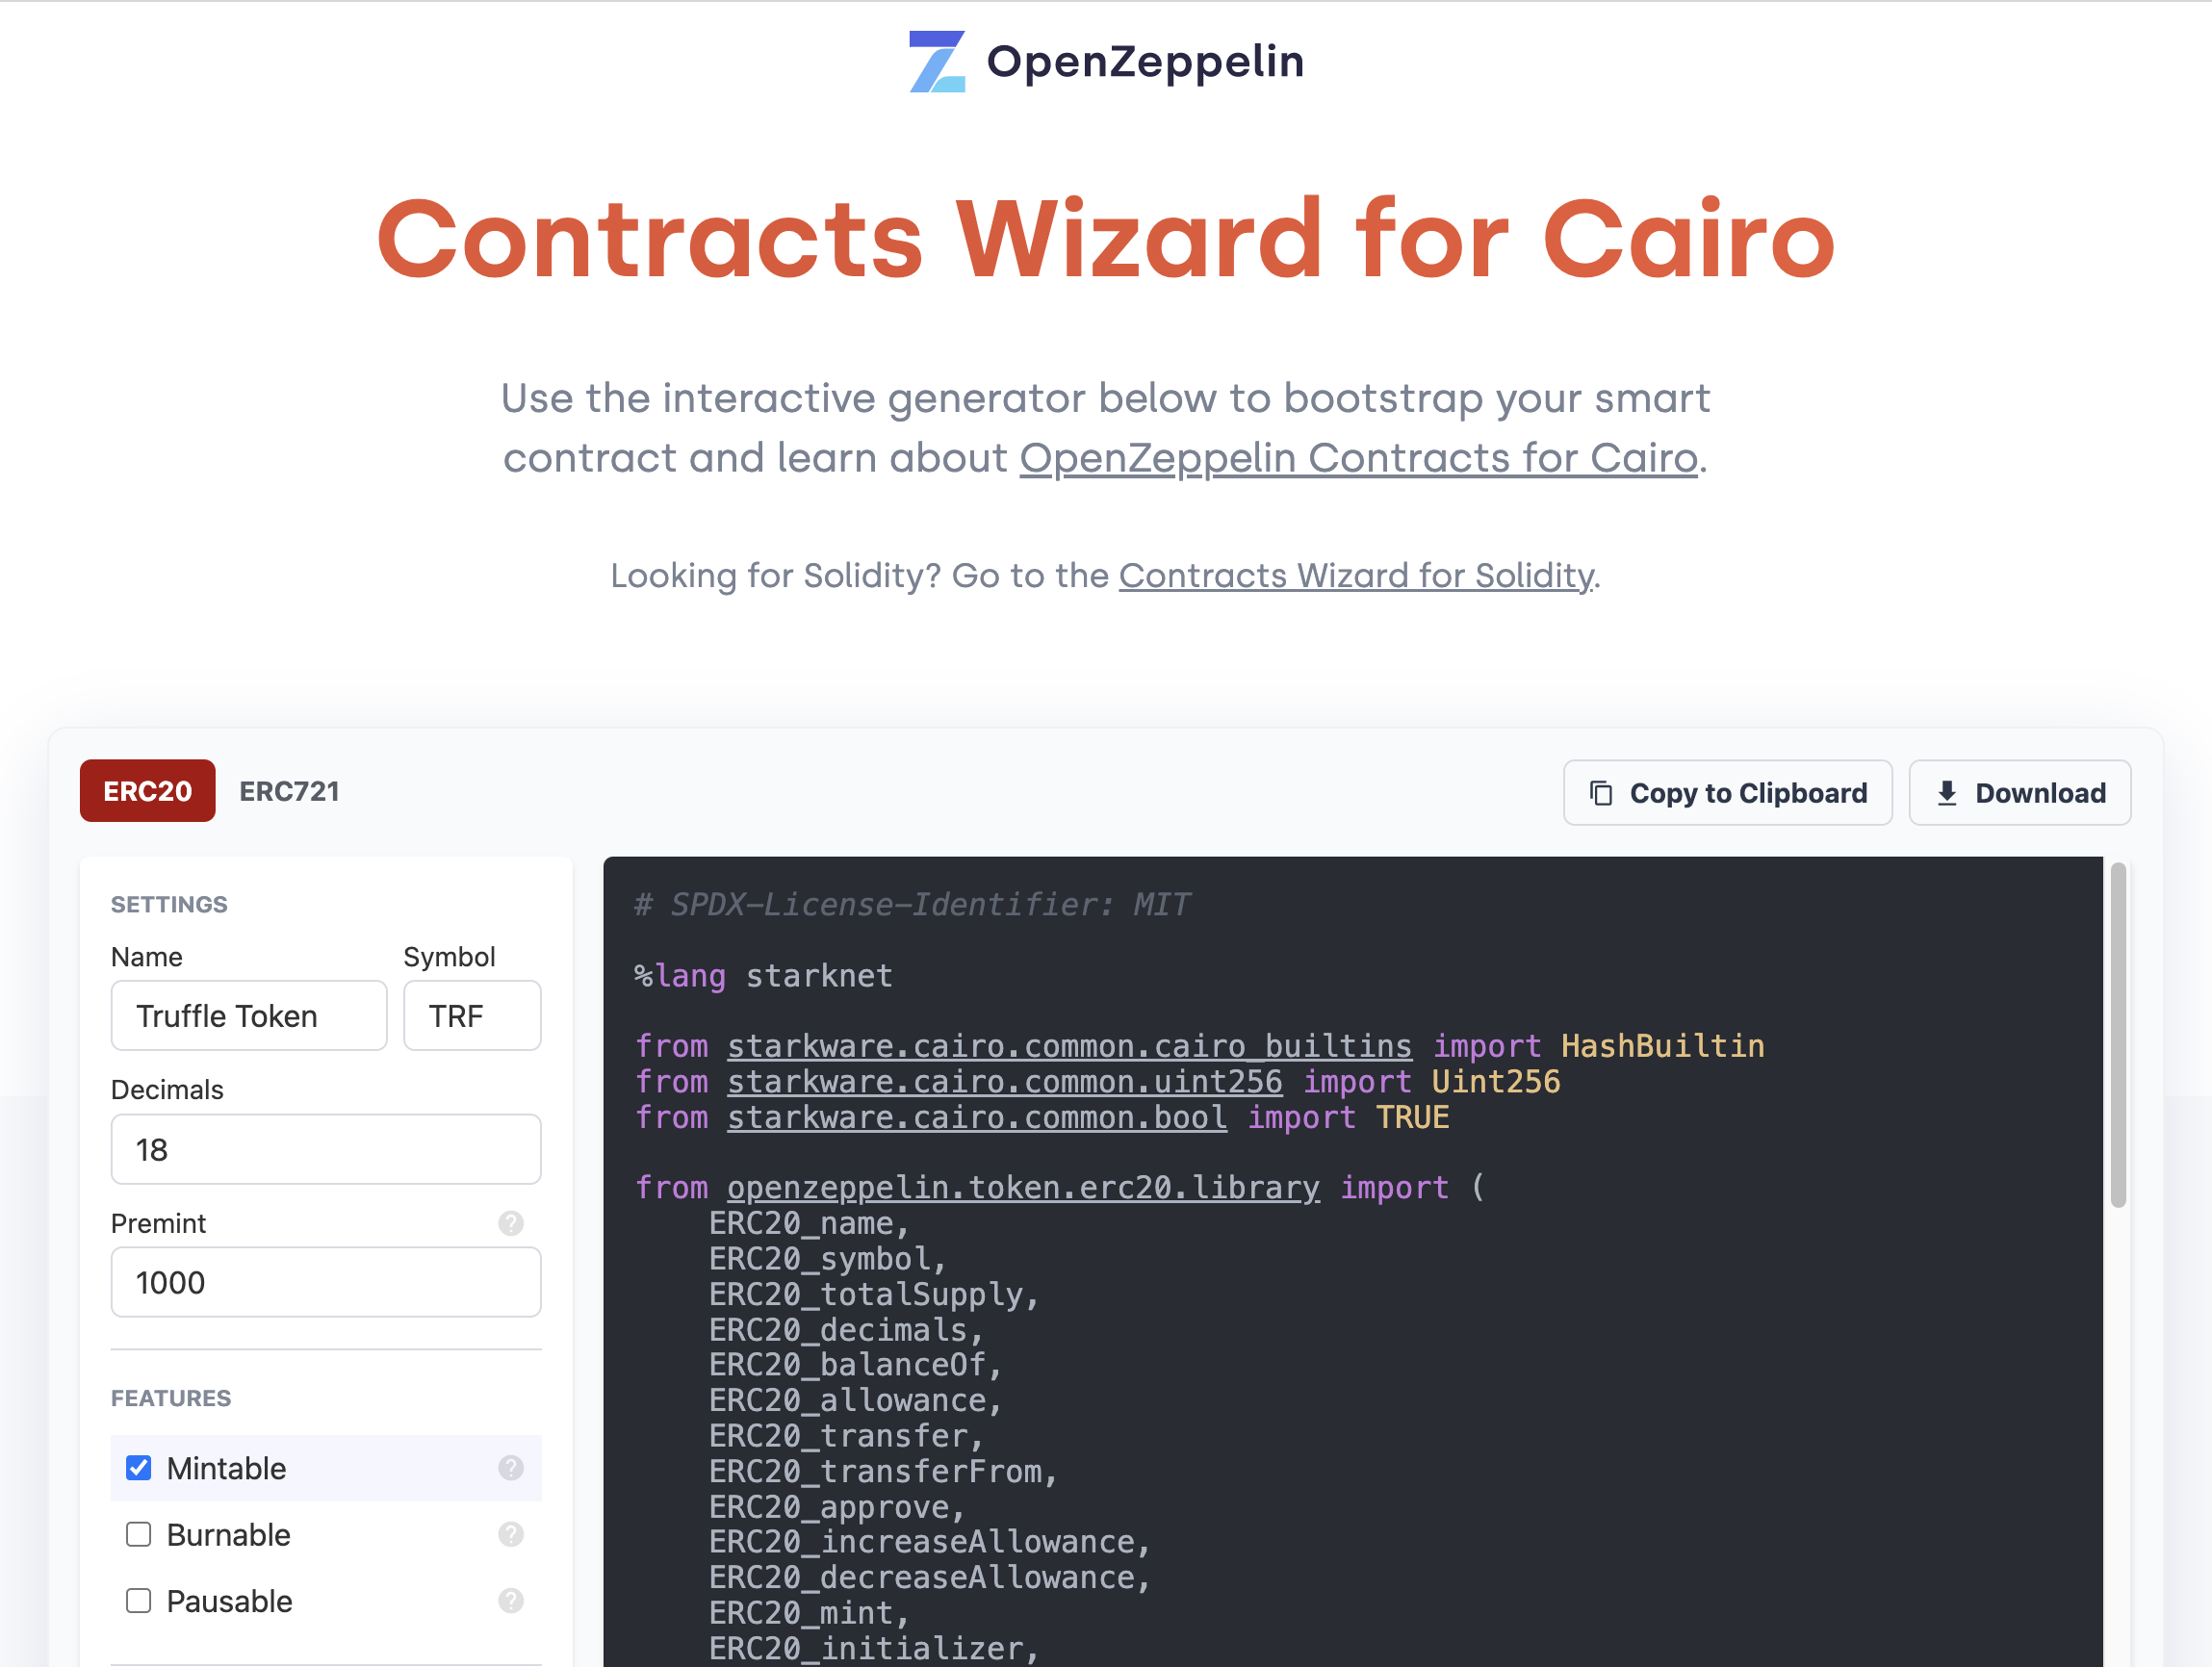 OpenZeppelin
Contracts Wizard for Cairo
Use the interactive generator below to bootstrap your smart
contract and learn about OpenZeppelin Contracts for Cairo.
Looking for Solidity? Go to the Contracts Wizard for Solidity.
ERC20 ERC721 Copy to Clipboard Download
SETTINGS
Name Symbol
Truffle Token TRF
Decimals
18
Premint ?
1000
FEATURES
Mintable ?
Burnable ?
Pausable ?
# SPDX-License-Identifier: MIT
%lang starknet
from starkware.cairo.common.cairo_builtins import HashBuiltin
from starkware.cairo.common.uint256 import Uint256
from starkware.cairo.common.bool import TRUE
from openzeppelin.token.erc20.library import (
    ERC20_name,
    ERC20_symbol,
    ERC20_totalSupply,
    ERC20_decimals,
    ERC20_balanceOf,
    ERC20_allowance,
    ERC20_transfer,
    ERC20_transferFrom,
    ERC20_approve,
    ERC20_increaseAllowance,
    ERC20_decreaseAllowance,
    ERC20_mint,
    ERC20_initializer,